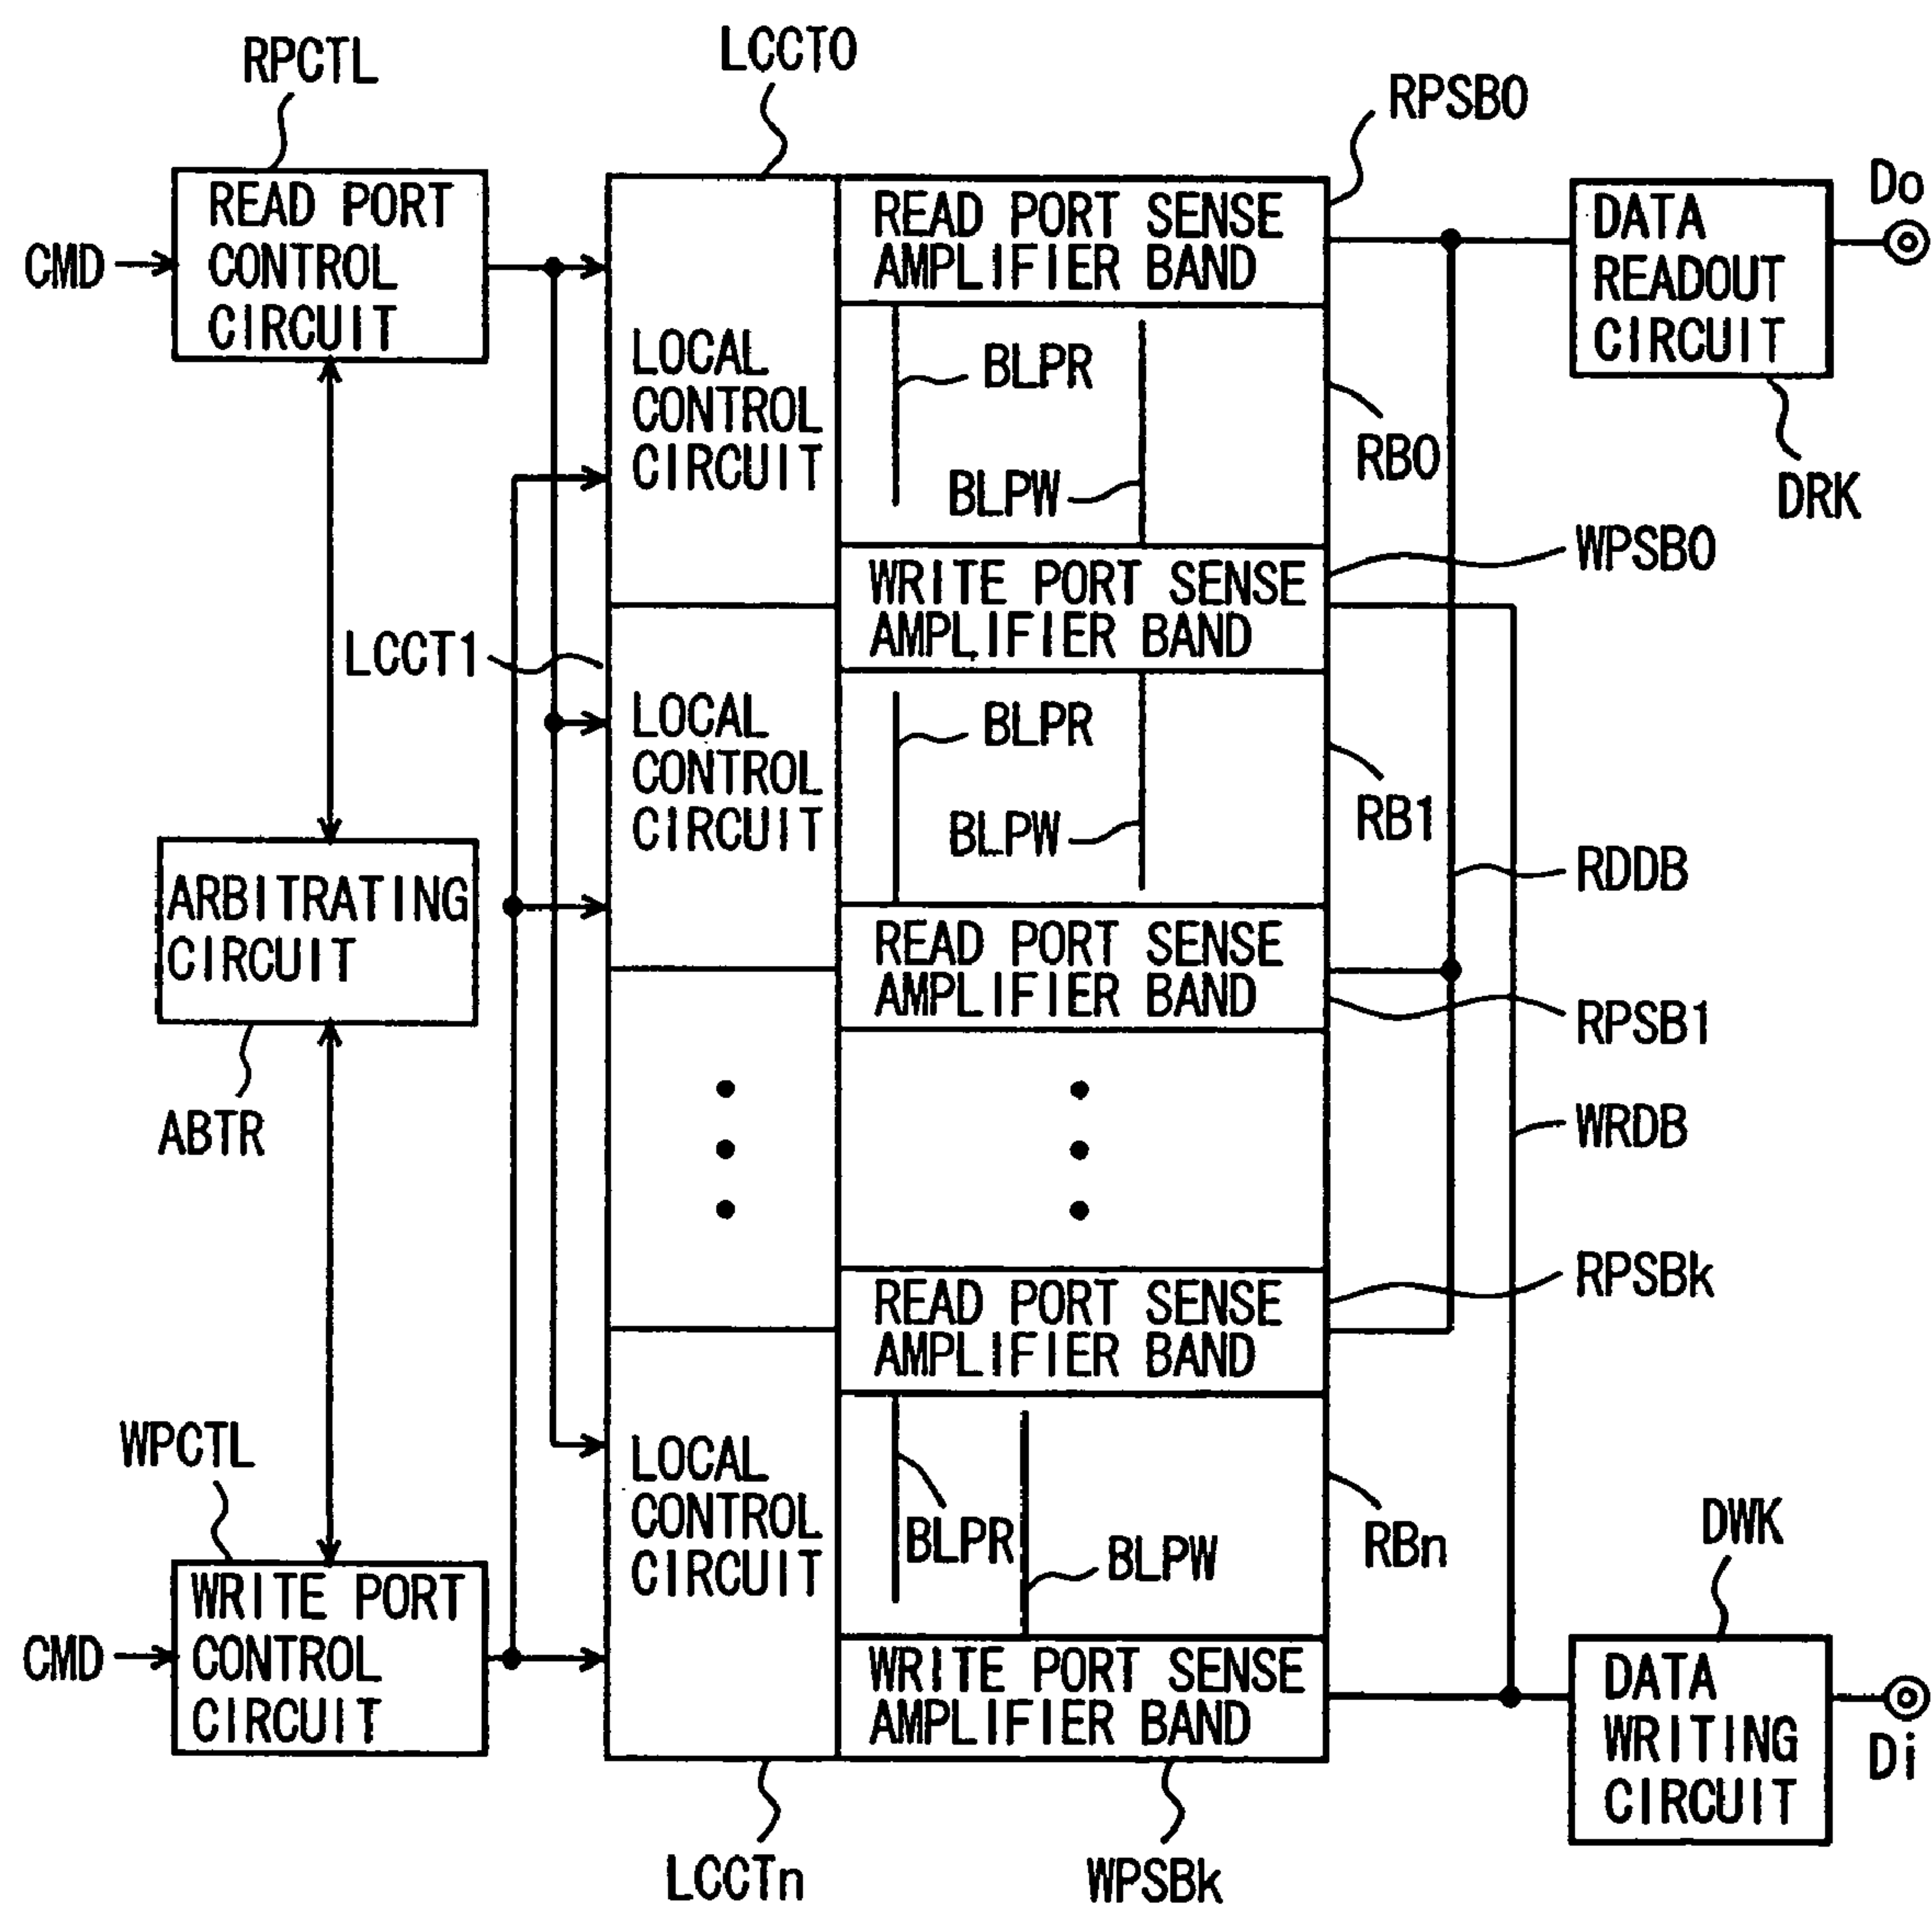 RPCTL
LCCT0
RPSB0
READ PORT
CONTROL
CIRCUIT
CMD
READ PORT SENSE
AMPLIFIER BAND
DATA
READOUT
CIRCUIT
Do
LOCAL
CONTROL
CIRCUIT
BLPR
BLPW
RB0
DRK
WPSB0
WRITE PORT SENSE
AMPLIFIER BAND
LCCT1
LOCAL
CONTROL
CIRCUIT
BLPR
BLPW
RB1
RDDB
ARBITRATING
CIRCUIT
READ PORT SENSE
AMPLIFIER BAND
RPSB1
ABTR
WRDB
RPSBk
READ PORT SENSE
AMPLIFIER BAND
WPCTL
LOCAL
CONTROL
CIRCUIT
BLPR
BLPW
RBn
DWK
WRITE PORT
CONTROL
CIRCUIT
CMD
WRITE PORT SENSE
AMPLIFIER BAND
DATA
WRITING
CIRCUIT
Di
LCCTn
WPSBk